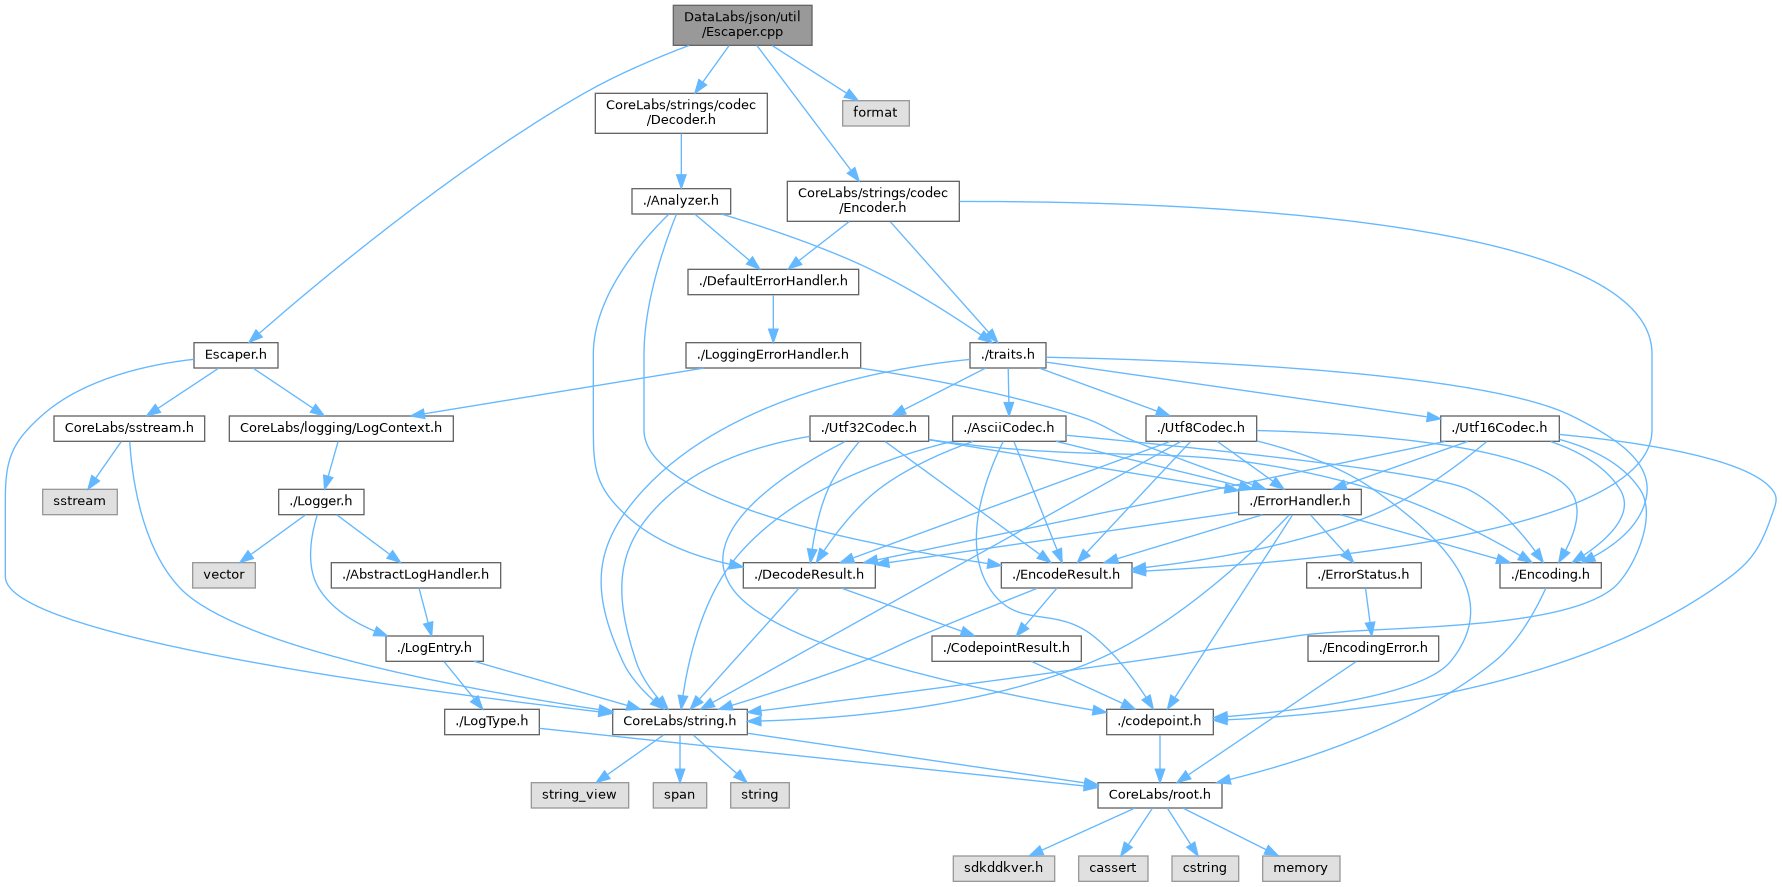 DataLabs/json/util
/Escaper.cpp
CoreLabs/strings/codec
/Decoder.h
format
./Analyzer.h
CoreLabs/strings/codec
/Encoder.h
./DefaultErrorHandler.h
Escaper.h
./LoggingErrorHandler.h
./traits.h
CoreLabs/sstream.h
CoreLabs/logging/LogContext.h
./Utf32Codec.h
./AsciiCodec.h
./Utf8Codec.h
./Utf16Codec.h
sstream
./Logger.h
./ErrorHandler.h
vector
./AbstractLogHandler.h
./DecodeResult.h
./EncodeResult.h
./ErrorStatus.h
./Encoding.h
./LogEntry.h
./CodepointResult.h
./EncodingError.h
./LogType.h
CoreLabs/string.h
./codepoint.h
string_view
span
string
CoreLabs/root.h
sdkddkver.h
cassert
cstring
memory